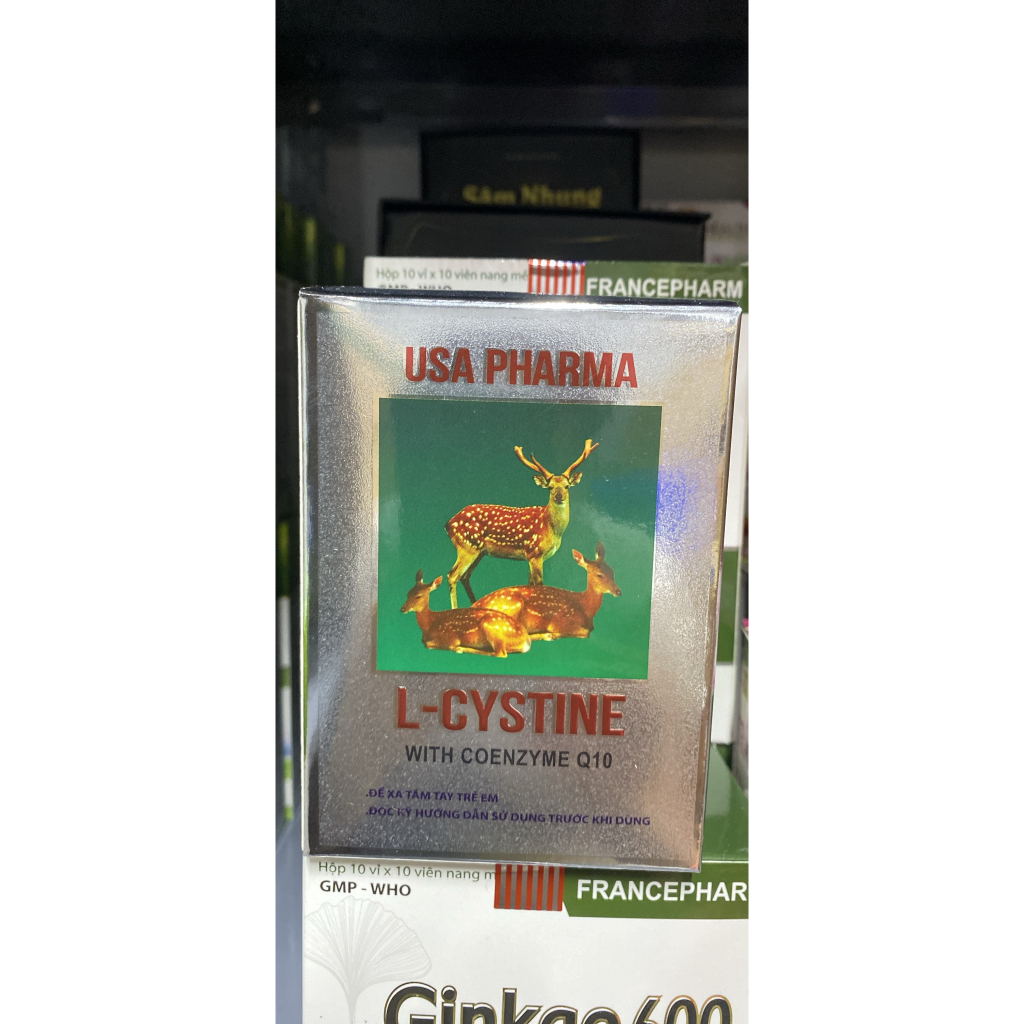 Sâm Nhung
Hộp 10 vỉ x 10 viên nang mề
FRANCEPHARM
GMP - WHO
USA PHARMA
L-CYSTINE
WITH COENZYME Q10
.ĐỂ XA TẦM TAY TRẺ EM
.ĐỌC KỸ HƯỚNG DẪN SỬ DỤNG TRƯỚC KHI DÙNG
Hộp 10 vỉ x 10 viên nang m
GMP - WHO
FRANCEPHAR
Ginkgo 600